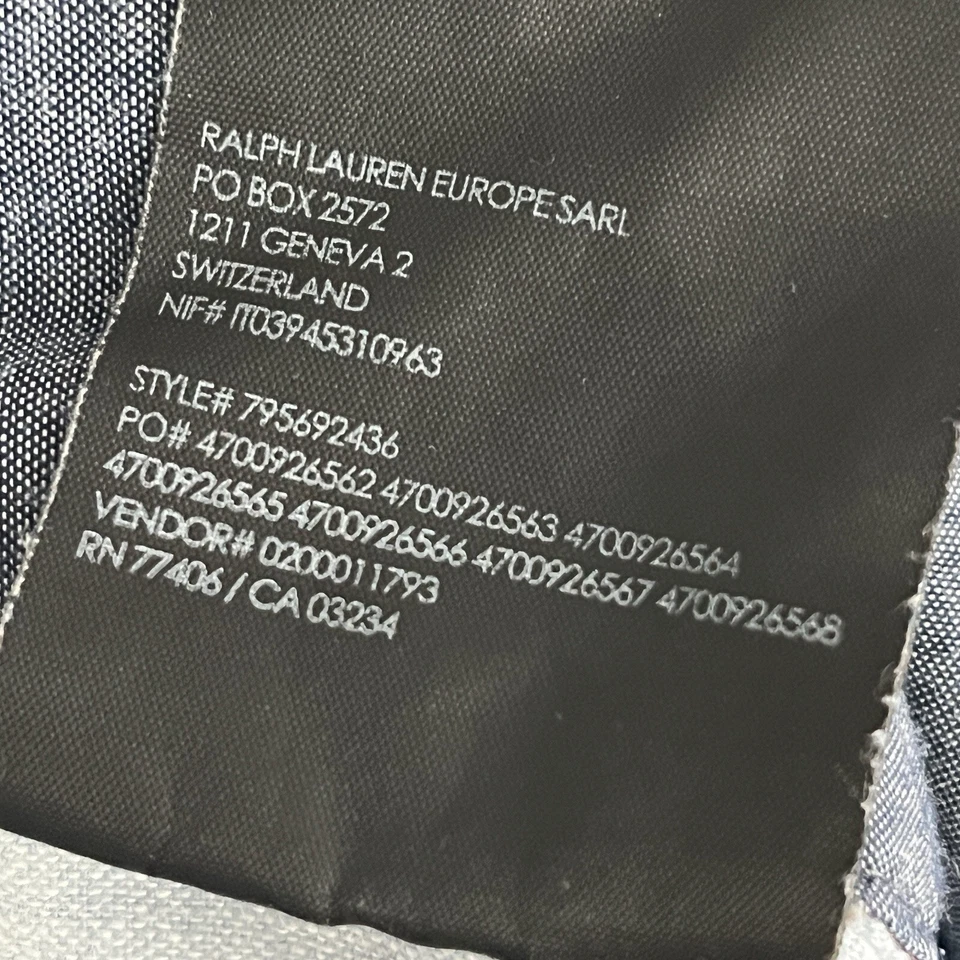 RALPH LAUREN EUROPE SARL
PO BOX 2572
1211 GENEVA 2
SWITZERLAND
NIF# IT03945310963
STYLE# 795692436
PO# 4700926562 4700926563 4700926564
4700926565 4700926566 4700926567 4700926568
VENDOR# 0200011793
RN 77406 / CA 03234